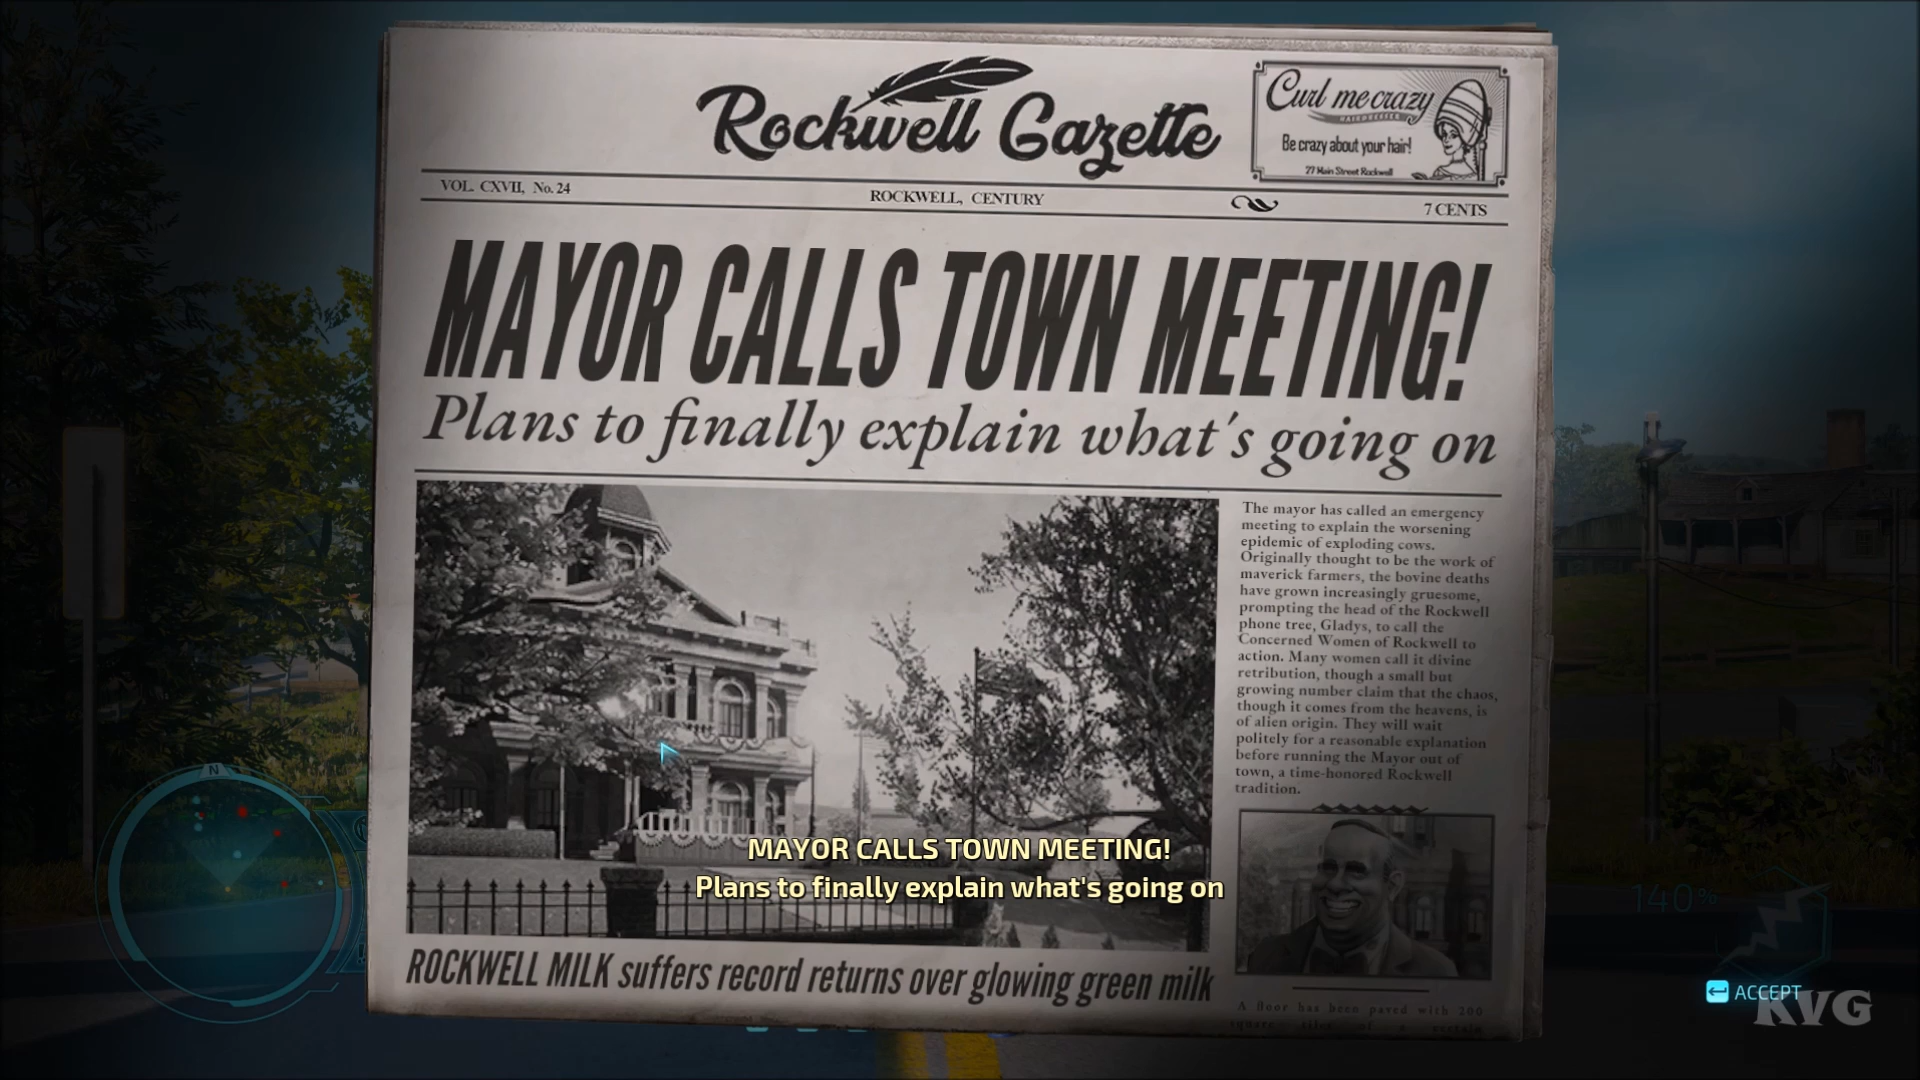 Rockwell Gazette
Curl me crazy
HAIRDRESSER
Be crazy about your hair!
77 Main Street Rockwell
VOL. CXVII, No. 24
ROCKWELL, CENTURY
7 CENTS
MAYOR CALLS TOWN MEETING!
Plans to finally explain what's going on
The mayor has called an emergency
meeting to explain the worsening
epidemic of exploding cows.
Originally thought to be the work of
maverick farmers, the bovine deaths
have grown increasingly gruesome,
prompting the head of the Rockwell
phone tree, Gladys, to call the
Concerned Women of Rockwell to
action. Many women call it divine
retribution, though a small but
growing number claim that the chaos,
though it comes from the heavens, is
of alien origin. They will wait
politely for a reasonable explanation
before running the Mayor out of
town, a time-honored Rockwell
tradition.
N
MAYOR CALLS TOWN MEETING!
Plans to finally explain what's going on
140%
ROCKWELL MILK suffers record returns over glowing green milk
A floor has been paved with 200
square tiles of a certain
ACCEPT
KVG